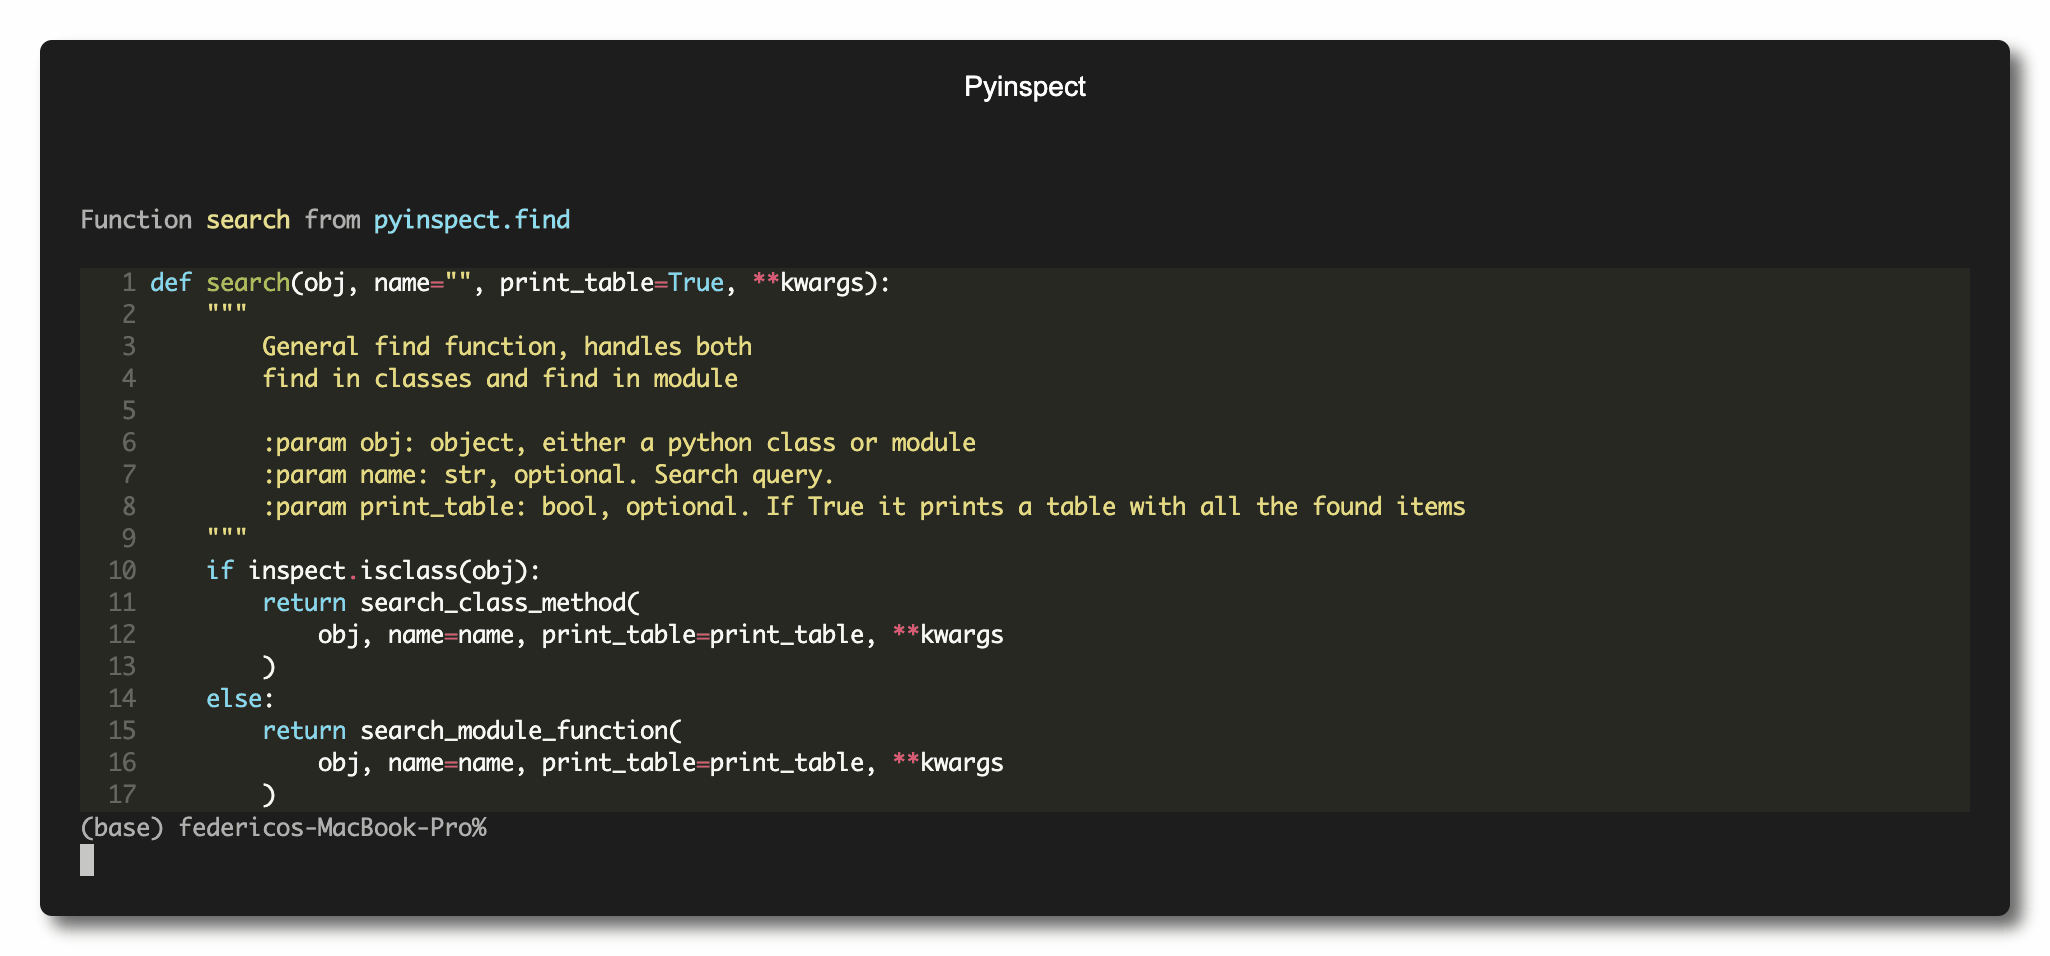 Pyinspect
Function search from pyinspect.find
1 def search(obj, name="", print_table=True, **kwargs):
2     """
3         General find function, handles both
4         find in classes and find in module
5
6         :param obj: object, either a python class or module
7         :param name: str, optional. Search query.
8         :param print_table: bool, optional. If True it prints a table with all the found items
9     """
10     if inspect.isclass(obj):
11         return search_class_method(
12             obj, name=name, print_table=print_table, **kwargs
13         )
14     else:
15         return search_module_function(
16             obj, name=name, print_table=print_table, **kwargs
17         )
(base) federicos-MacBook-Pro%